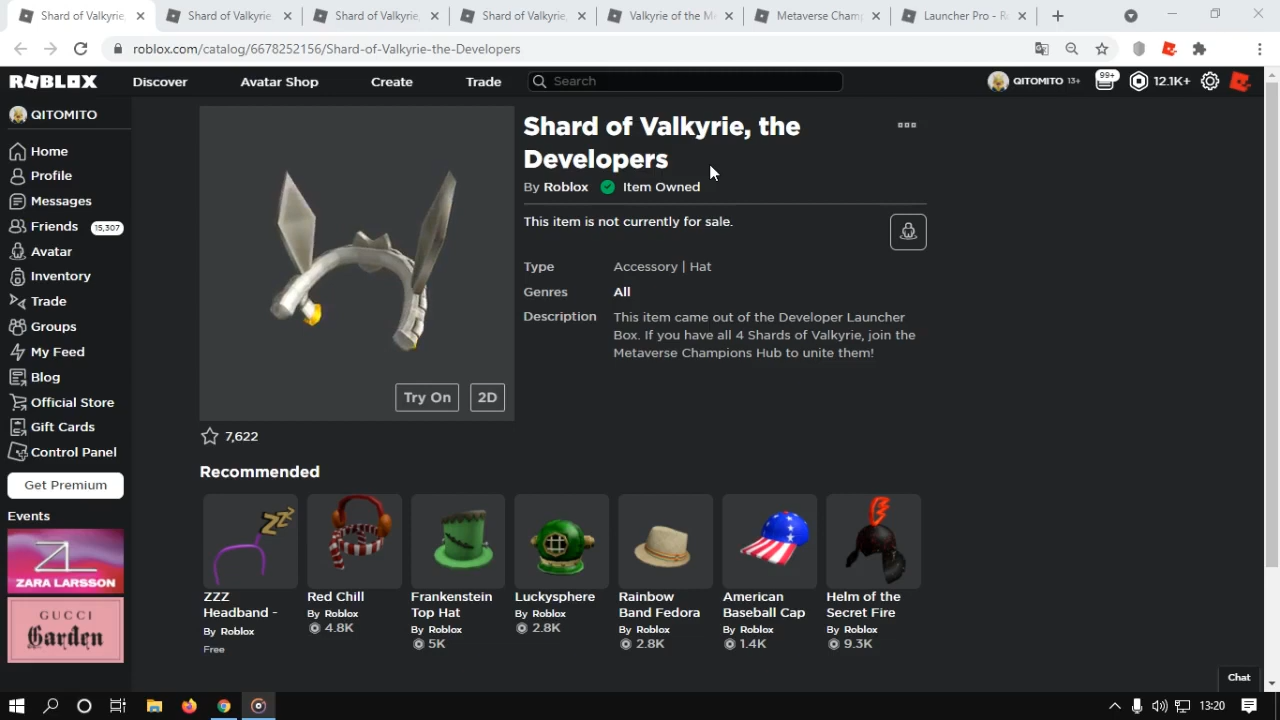 Shard of Valkyrie,
Shard of Valkyrie
Shard of Valkyrie,
Shard of Valkyrie,
Valkyrie of the M
Metaverse Cham
Launcher Pro - R
roblox.com/catalog/6678252156/Shard-of-Valkyrie-the-Developers
ROBLOX
Discover
Avatar Shop
Create
Trade
Search
QITOMITO 13+
99+
12.1K+
QITOMITO
Home
Profile
Messages
Friends 15,307
Avatar
Inventory
Trade
Groups
My Feed
Blog
Official Store
Gift Cards
Control Panel
Get Premium
Events
ZARA LARSSON
GUCCI
Garden
Shard of Valkyrie, the
Developers
By Roblox Item Owned
This item is not currently for sale.
Type Accessory | Hat
Genres All
Description This item came out of the Developer Launcher
Box. If you have all 4 Shards of Valkyrie, join the
Metaverse Champions Hub to unite them!
Try On 2D
7,622
Recommended
ZZZ
Headband -
By Roblox
Free
Red Chill
By Roblox
4.8K
Frankenstein
Top Hat
By Roblox
5K
Luckysphere
By Roblox
2.8K
Rainbow
Band Fedora
By Roblox
2.8K
American
Baseball Cap
By Roblox
1.4K
Helm of the
Secret Fire
By Roblox
9.3K
Chat
13:20